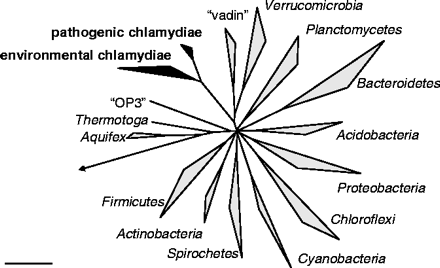 "vadin"
Verrucomicrobia
pathogenic chlamydiae
Planctomycetes
environmental chlamydiae
Bacteroidetes
"OP3"
Thermotoga
Aquifex
Acidobacteria
Proteobacteria
Firmicutes
Chloroflexi
Actinobacteria
Spirochetes
Cyanobacteria